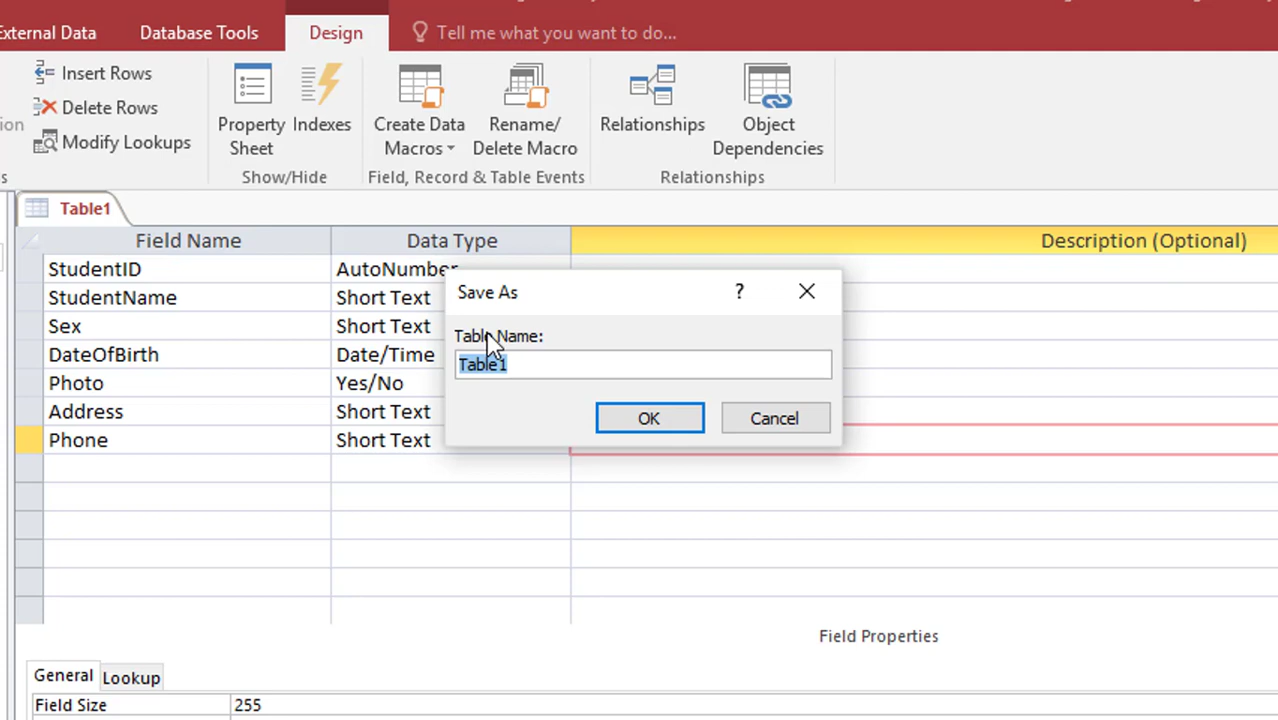 External Data
Database Tools
Design
Tell me what you want to do...
Insert Rows
Delete Rows
Modify Lookups
Property
Sheet
Indexes
Show/Hide
Create Data
Macros
Rename/
Delete Macro
Field, Record & Table Events
Relationships
Object
Dependencies
Relationships
Table1
Field Name
Data Type
Description (Optional)
StudentID
AutoNumber
StudentName
Short Text
Sex
Short Text
DateOfBirth
Date/Time
Photo
Yes/No
Address
Short Text
Phone
Short Text
Save As
?
Table Name:
Table1
OK
Cancel
Field Properties
General
Lookup
Field Size
255